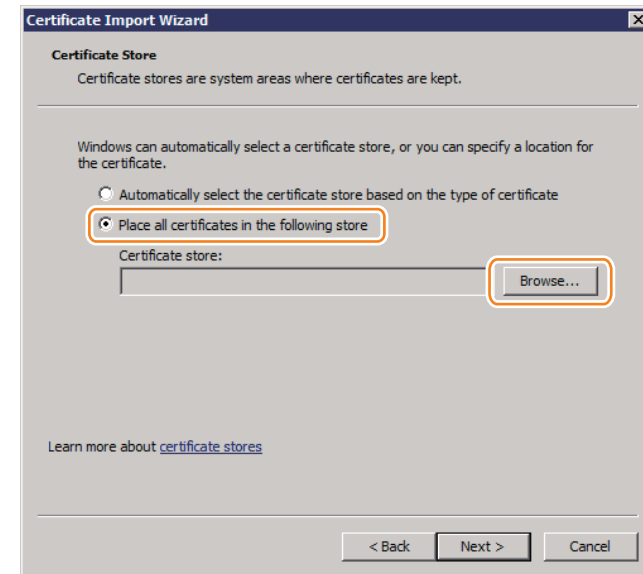 Certificate Import Wizard
Certificate Store
Certificate stores are system areas where certificates are kept.
Windows can automatically select a certificate store, or you can specify a location for
the certificate.
Automatically select the certificate store based on the type of certificate
Place all certificates in the following store
Certificate store:
Browse...
Learn more about certificate stores
< Back Next > Cancel